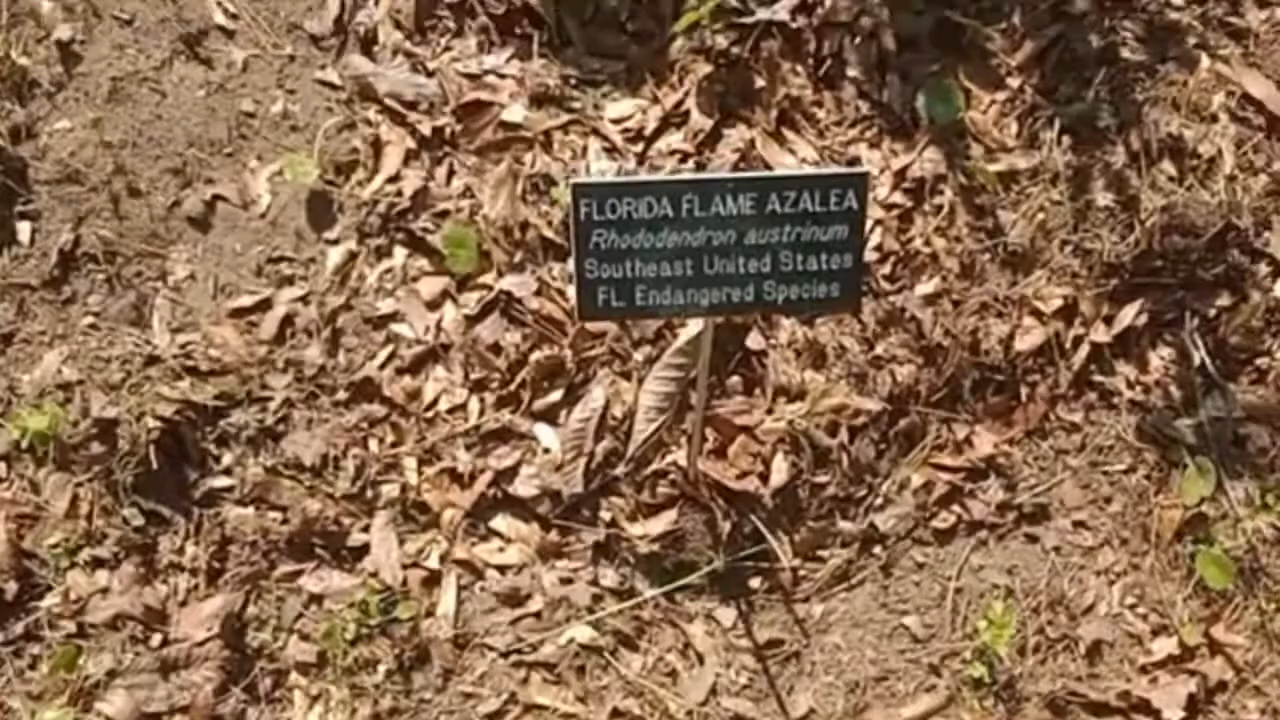 FLORIDA FLAME AZALEA
Rhododendron austrinum
Southeast United States
FL. Endangered Species